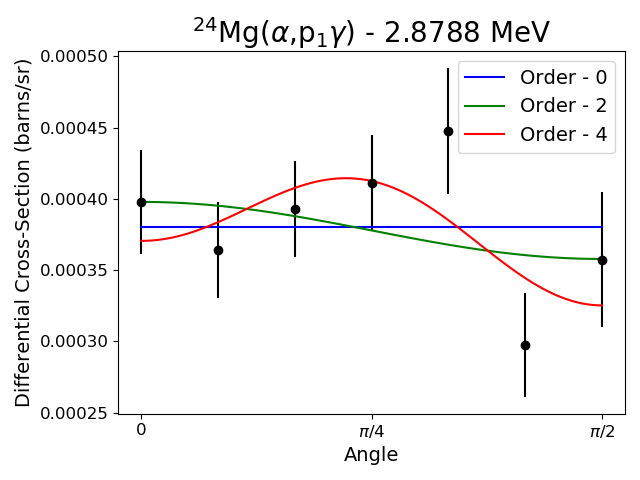 ²⁴Mg(α,p₁γ) - 2.8788 MeV
Differential Cross-Section (barns/sr)
0.00050
0.00045
0.00040
0.00035
0.00030
0.00025
Order - 0
Order - 2
Order - 4
0
π/4
π/2
Angle